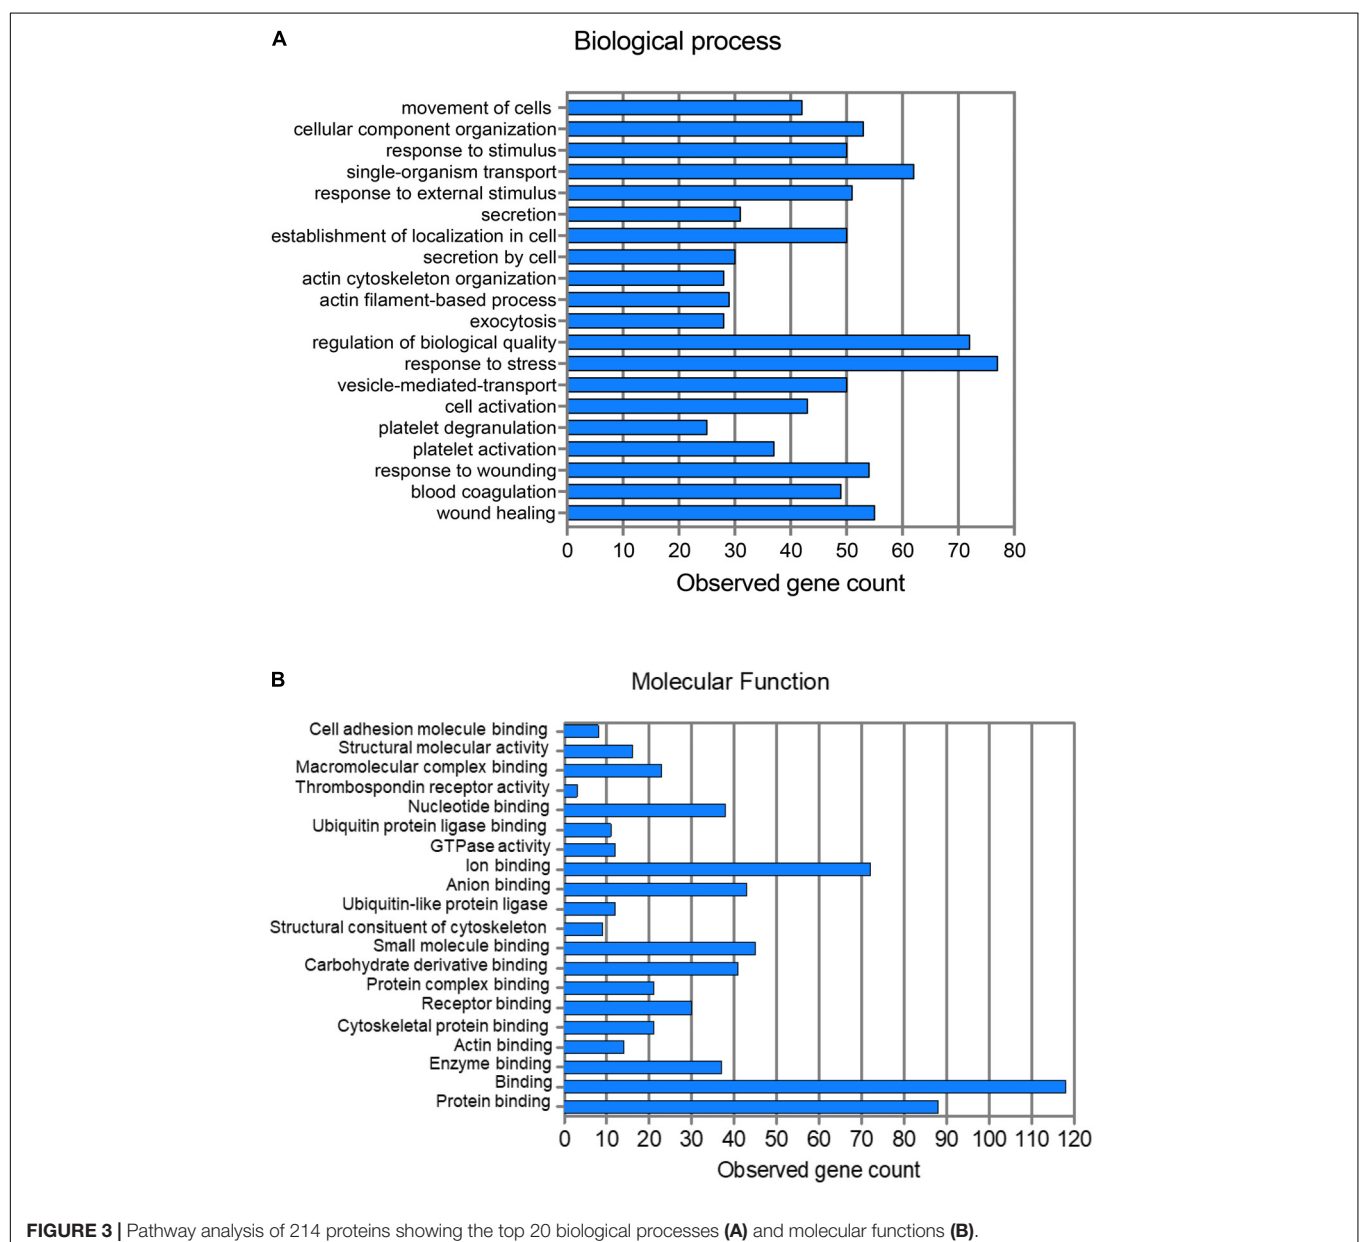 A
Biological process
movement of cells
cellular component organization
response to stimulus
single-organism transport
response to external stimulus
secretion
establishment of localization in cell
secretion by cell
actin cytoskeleton organization
actin filament-based process
exocytosis
regulation of biological quality
response to stress
vesicle-mediated-transport
cell activation
platelet degranulation
platelet activation
response to wounding
blood coagulation
wound healing
0 10 20 30 40 50 60 70 80
Observed gene count
B
Molecular Function
Cell adhesion molecule binding
Structural molecular activity
Macromolecular complex binding
Thrombospondin receptor activity
Nucleotide binding
Ubiquitin protein ligase binding
GTPase activity
Ion binding
Anion binding
Ubiquitin-like protein ligase
Structural consituent of cytoskeleton
Small molecule binding
Carbohydrate derivative binding
Protein complex binding
Receptor binding
Cytoskeletal protein binding
Actin binding
Enzyme binding
Binding
Protein binding
0 10 20 30 40 50 60 70 80 90 100 110 120
Observed gene count
FIGURE 3 | Pathway analysis of 214 proteins showing the top 20 biological processes (A) and molecular functions (B).